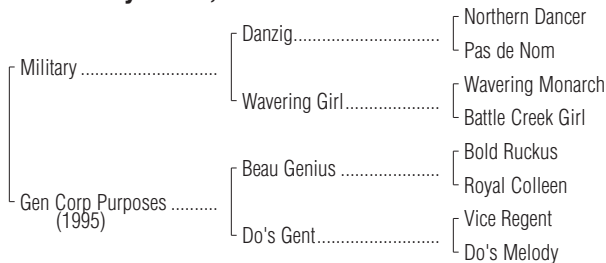 Northern Dancer
Danzig
Pas de Nom
Military
Wavering Monarch
Wavering Girl
Battle Creek Girl
Bold Ruckus
Beau Genius
Royal Colleen
Gen Corp Purposes
(1995)
Vice Regent
Do's Gent
Do's Melody